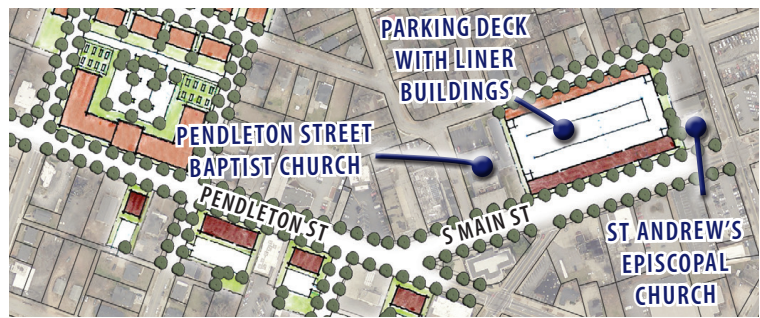 PARKING DECK
WITH LINER
BUILDINGS
PENDLETON STREET
BAPTIST CHURCH
PENDLETON ST
S MAIN ST
ST ANDREW'S
EPISCOPAL
CHURCH